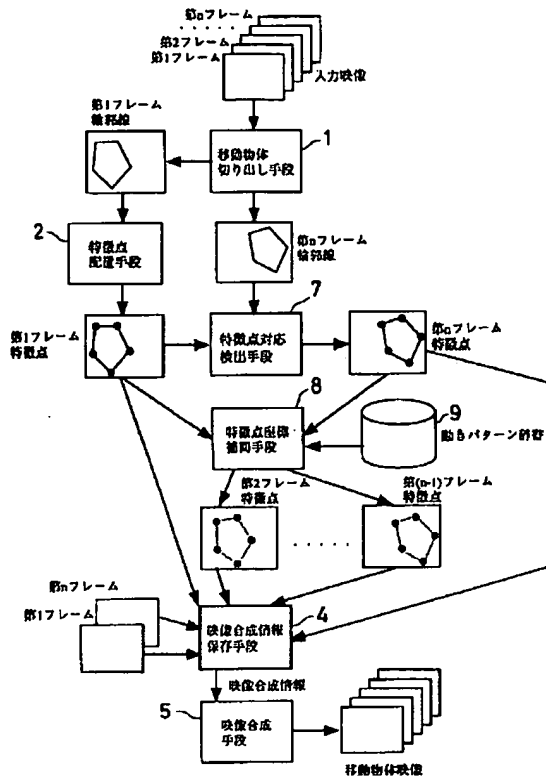 第nフレーム
......
第2フレーム
第1フレーム
入力映像
第1フレーム
輪郭線
1
移動物体
切り出し手段
2
特徴点
配置手段
第nフレーム
輪郭線
7
第1フレーム
特徴点
特徴点対応
検出手段
第nフレーム
特徴点
8
特徴点座標
補間手段
9
動きパターン辞書
第2フレーム
特徴点
第(n-1)フレーム
特徴点
.....
第nフレーム
第1フレーム
4
映像合成情報
保存手段
映像合成情報
5
映像合成
手段
移動物体映像